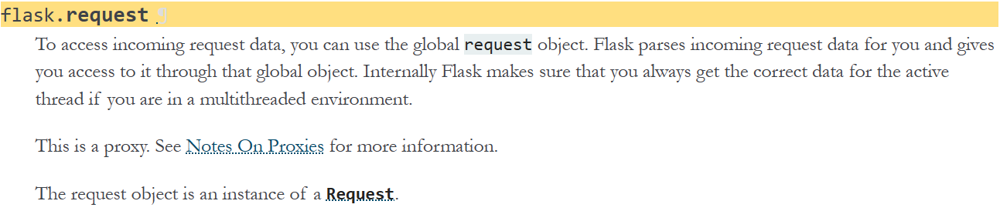 flask.request ¶
To access incoming request data, you can use the global request object. Flask parses incoming request data for you and gives
you access to it through that global object. Internally Flask makes sure that you always get the correct data for the active
thread if you are in a multithreaded environment.
This is a proxy. See Notes On Proxies for more information.
The request object is an instance of a Request.